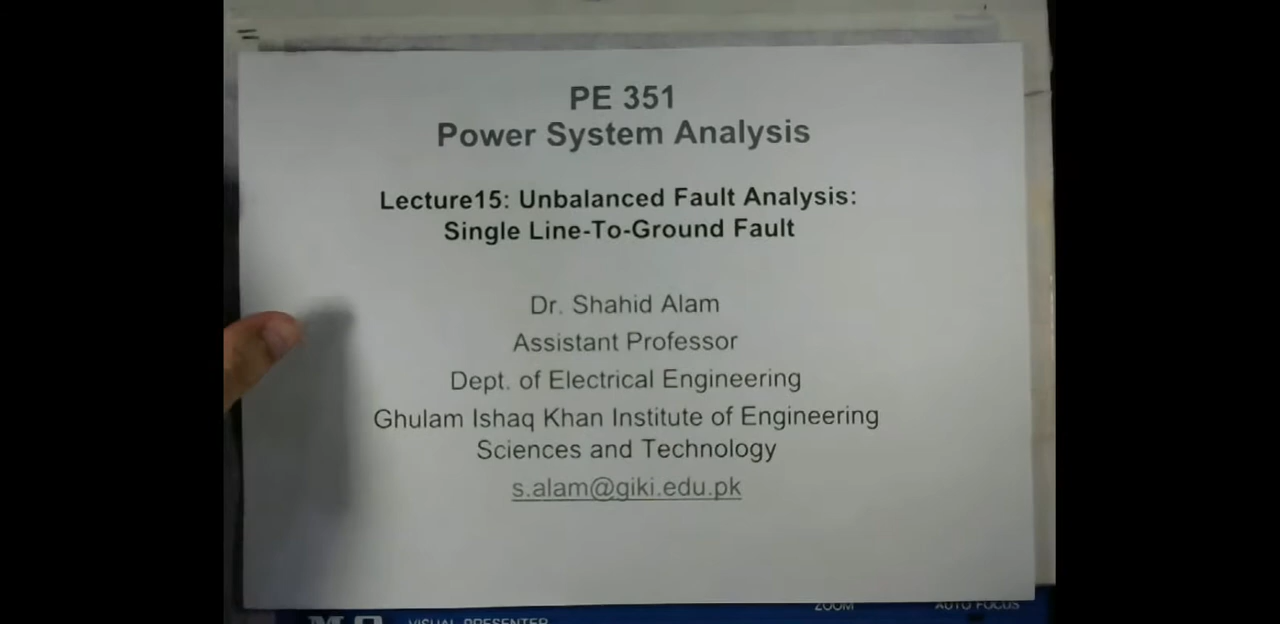 PE 351
Power System Analysis
Lecture15: Unbalanced Fault Analysis:
Single Line-To-Ground Fault
Dr. Shahid Alam
Assistant Professor
Dept. of Electrical Engineering
Ghulam Ishaq Khan Institute of Engineering
Sciences and Technology
s.alam@giki.edu.pk
ZOOM AUTO FOCUS
VISUAL PRESENTER